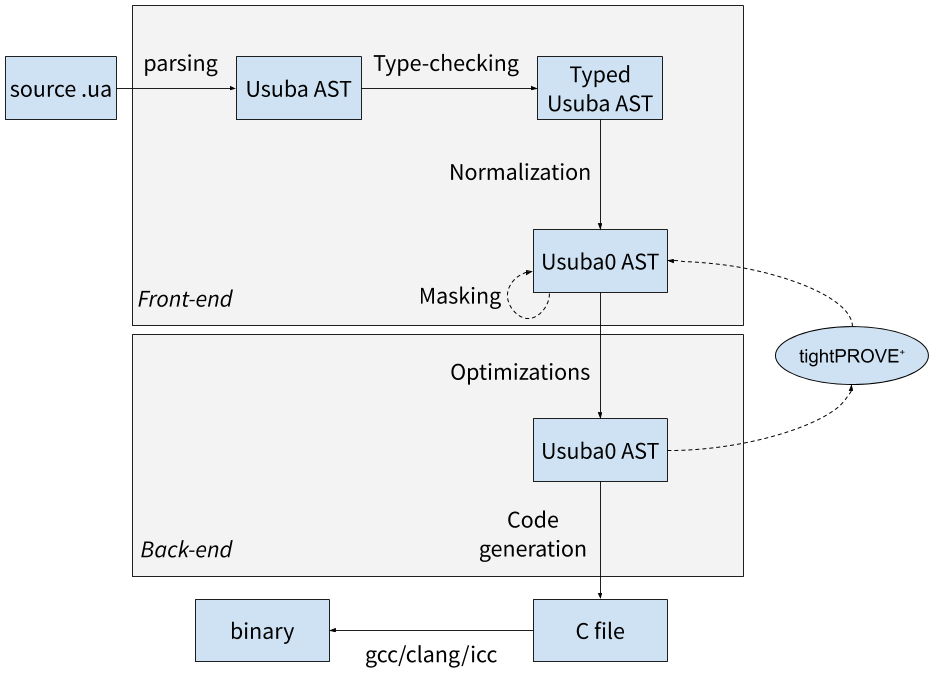 parsing
Type-checking
source .ua
Usuba AST
Typed
Usuba AST
Normalization
Usuba0 AST
Masking
Front-end
tightPROVE⁺
Optimizations
Usuba0 AST
Code
generation
Back-end
binary
C file
gcc/clang/icc